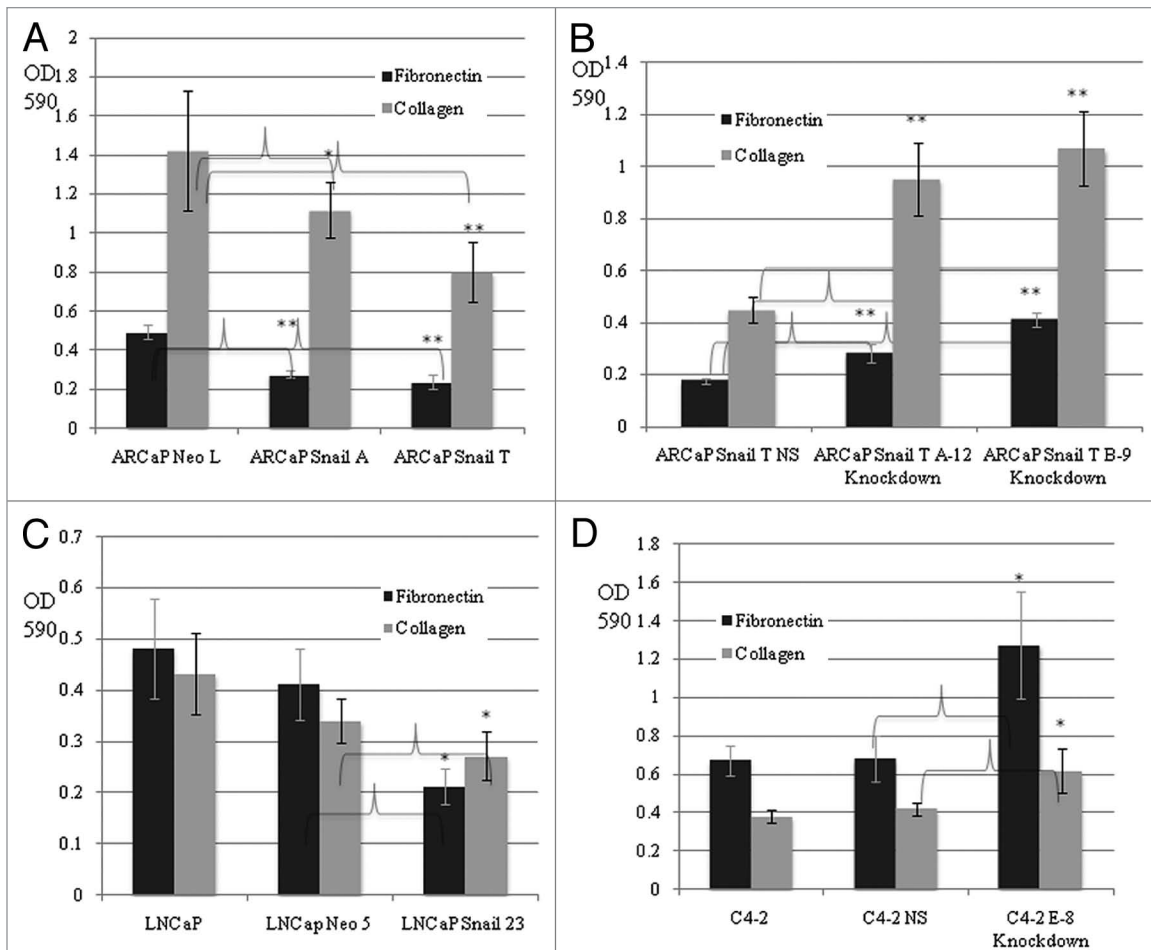 A
OD
590
2
1.8
1.6
1.4
1.2
1
0.8
0.6
0.4
0.2
0
Fibronectin
Collagen
*
**
**
**
ARCaP Neo L
ARCaP Snail A
ARCaP Snail T
B
OD
590
1.4
1.2
1
0.8
0.6
0.4
0.2
0
Fibronectin
Collagen
**
**
**
**
ARCaP Snail T NS
ARCaP Snail T A-12
Knockdown
ARCaP Snail T B-9
Knockdown
C
OD
590
0.7
0.6
0.5
0.4
0.3
0.2
0.1
0
Fibronectin
Collagen
*
*
LNCaP
LNCap Neo 5
LNCaP Snail 23
D
OD
590
1.8
1.6
1.4
1.2
1
0.8
0.6
0.4
0.2
0
Fibronectin
Collagen
*
*
C4-2
C4-2 NS
C4-2 E-8
Knockdown